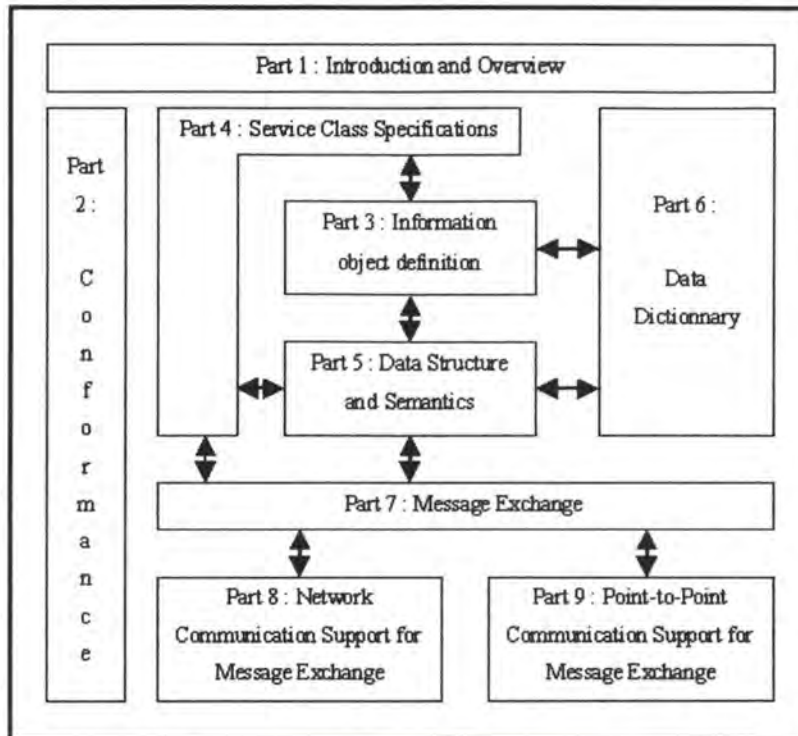 Part 1 : Introduction and Overview
Part
2 :
C
o
n
f
o
r
m
a
n
c
e
Part 4 : Service Class Specifications
Part 3 : Information
object definition
Part 6 :
Data
Dictionnary
Part 5 : Data Structure
and Semantics
Part 7 : Message Exchange
Part 8 : Network
Communication Support for
Message Exchange
Part 9 : Point-to-Point
Communication Support for
Message Exchange